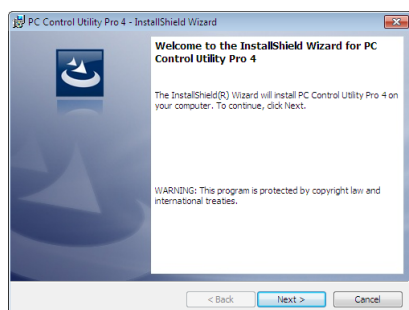 PC Control Utility Pro 4 - InstallShield Wizard
Welcome to the InstallShield Wizard for PC
Control Utility Pro 4
The InstallShield(R) Wizard will install PC Control Utility Pro 4 on
your computer. To continue, click Next.
WARNING: This program is protected by copyright law and
international treaties.
< Back Next > Cancel